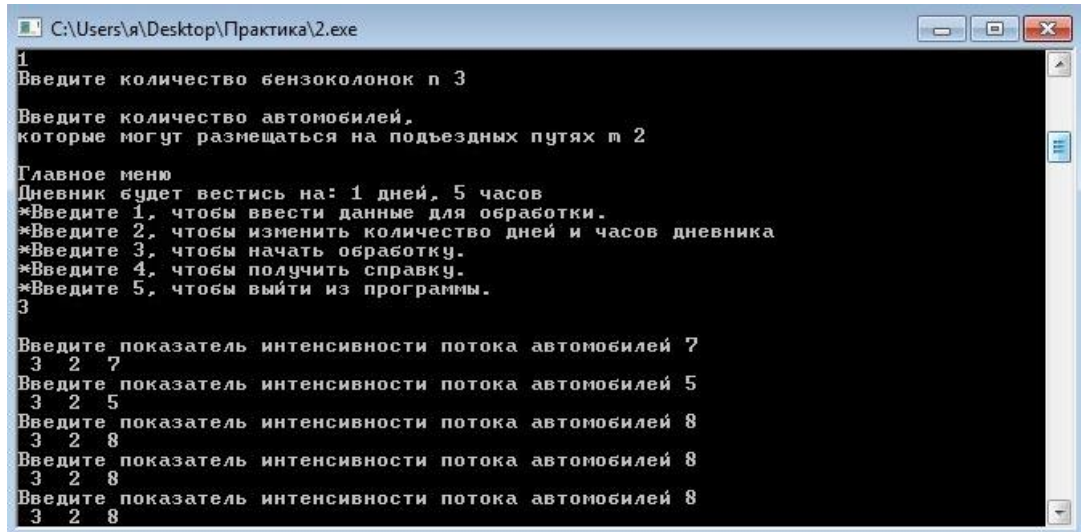 C:\Users\я\Desktop\Практика\2.exe
1
Введите количество бензоколонок n 3
Введите количество автомобилей,
которые могут размещаться на подъездных путях m 2
Главное меню
Дневник будет вестись на: 1 дней, 5 часов
*Введите 1, чтобы ввести данные для обработки.
*Введите 2, чтобы изменить количество дней и часов дневника
*Введите 3, чтобы начать обработку.
*Введите 4, чтобы получить справку.
*Введите 5, чтобы выйти из программы.
3
Введите показатель интенсивности потока автомобилей 7
3 2 7
Введите показатель интенсивности потока автомобилей 5
3 2 5
Введите показатель интенсивности потока автомобилей 8
3 2 8
Введите показатель интенсивности потока автомобилей 8
3 2 8
Введите показатель интенсивности потока автомобилей 8
3 2 8